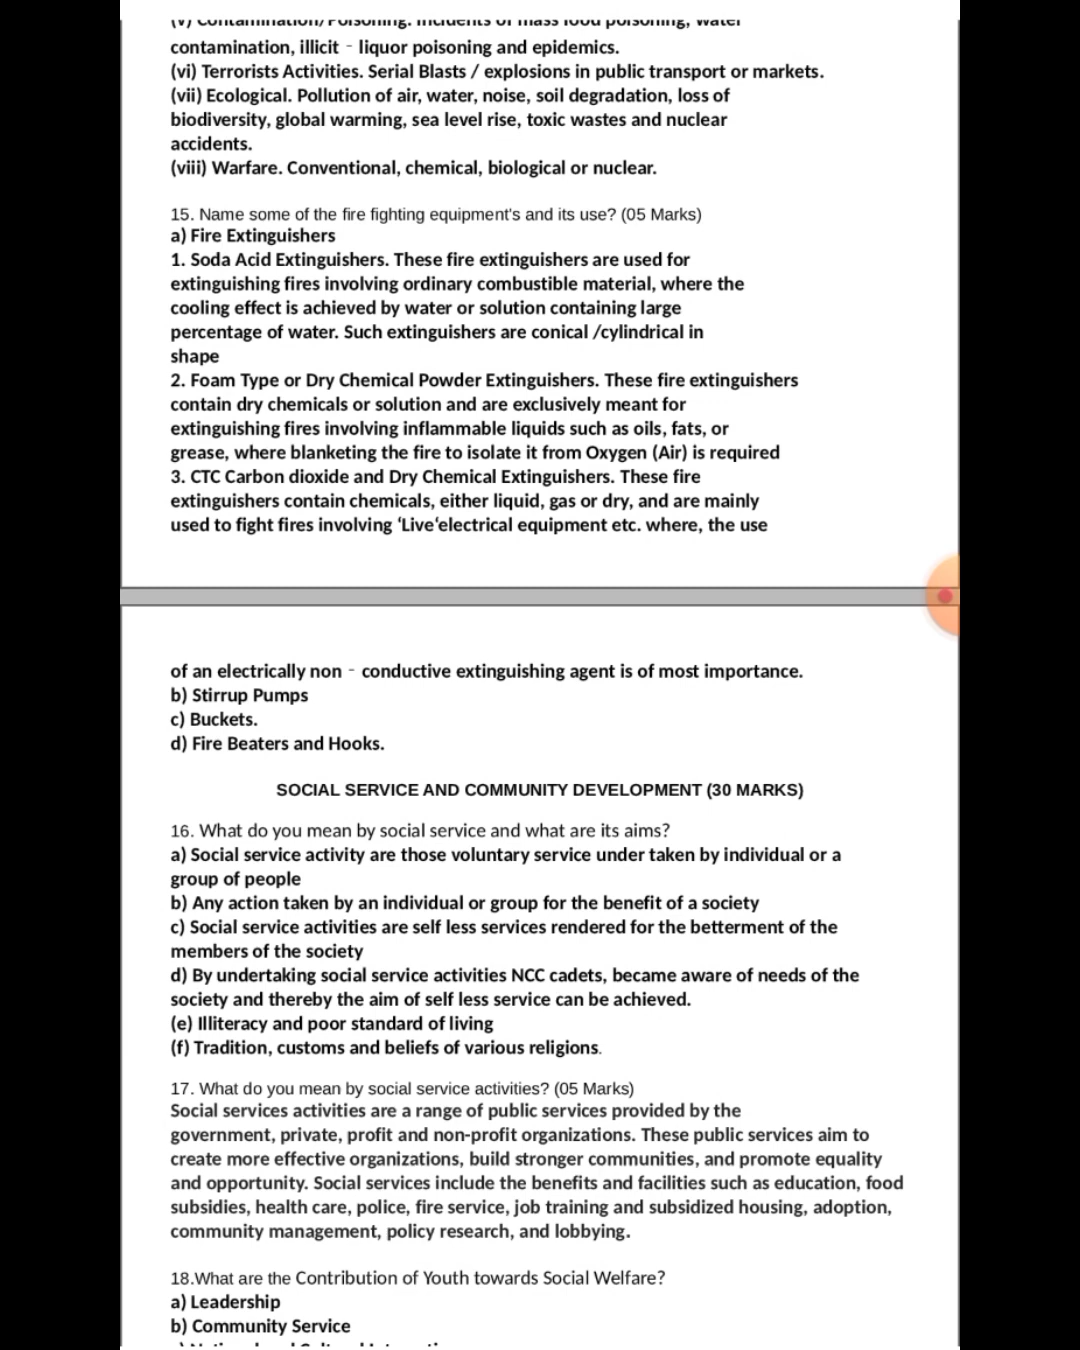 (v) Contamination/Poisoning. Incidents of mass food poisoning, water
contamination, illicit - liquor poisoning and epidemics.
(vi) Terrorists Activities. Serial Blasts / explosions in public transport or markets.
(vii) Ecological. Pollution of air, water, noise, soil degradation, loss of
biodiversity, global warming, sea level rise, toxic wastes and nuclear
accidents.
(viii) Warfare. Conventional, chemical, biological or nuclear.
15. Name some of the fire fighting equipment's and its use? (05 Marks)
a) Fire Extinguishers
1. Soda Acid Extinguishers. These fire extinguishers are used for
extinguishing fires involving ordinary combustible material, where the
cooling effect is achieved by water or solution containing large
percentage of water. Such extinguishers are conical /cylindrical in
shape
2. Foam Type or Dry Chemical Powder Extinguishers. These fire extinguishers
contain dry chemicals or solution and are exclusively meant for
extinguishing fires involving inflammable liquids such as oils, fats, or
grease, where blanketing the fire to isolate it from Oxygen (Air) is required
3. CTC Carbon dioxide and Dry Chemical Extinguishers. These fire
extinguishers contain chemicals, either liquid, gas or dry, and are mainly
used to fight fires involving ‘Live‘electrical equipment etc. where, the use
of an electrically non - conductive extinguishing agent is of most importance.
b) Stirrup Pumps
c) Buckets.
d) Fire Beaters and Hooks.
SOCIAL SERVICE AND COMMUNITY DEVELOPMENT (30 MARKS)
16. What do you mean by social service and what are its aims?
a) Social service activity are those voluntary service under taken by individual or a
group of people
b) Any action taken by an individual or group for the benefit of a society
c) Social service activities are self less services rendered for the betterment of the
members of the society
d) By undertaking social service activities NCC cadets, became aware of needs of the
society and thereby the aim of self less service can be achieved.
(e) Illiteracy and poor standard of living
(f) Tradition, customs and beliefs of various religions.
17. What do you mean by social service activities? (05 Marks)
Social services activities are a range of public services provided by the
government, private, profit and non-profit organizations. These public services aim to
create more effective organizations, build stronger communities, and promote equality
and opportunity. Social services include the benefits and facilities such as education, food
subsidies, health care, police, fire service, job training and subsidized housing, adoption,
community management, policy research, and lobbying.
18.What are the Contribution of Youth towards Social Welfare?
a) Leadership
b) Community Service